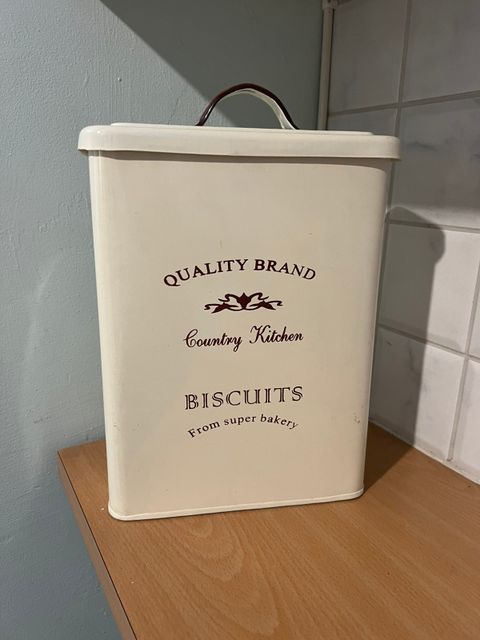 QUALITY BRAND
Country Kitchen
BISCUITS
From super bakery